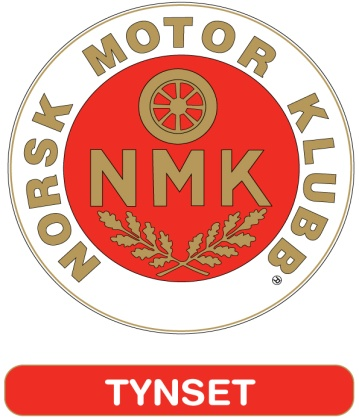 NORSK MOTOR KLUBB ®
NMK
TYNSET